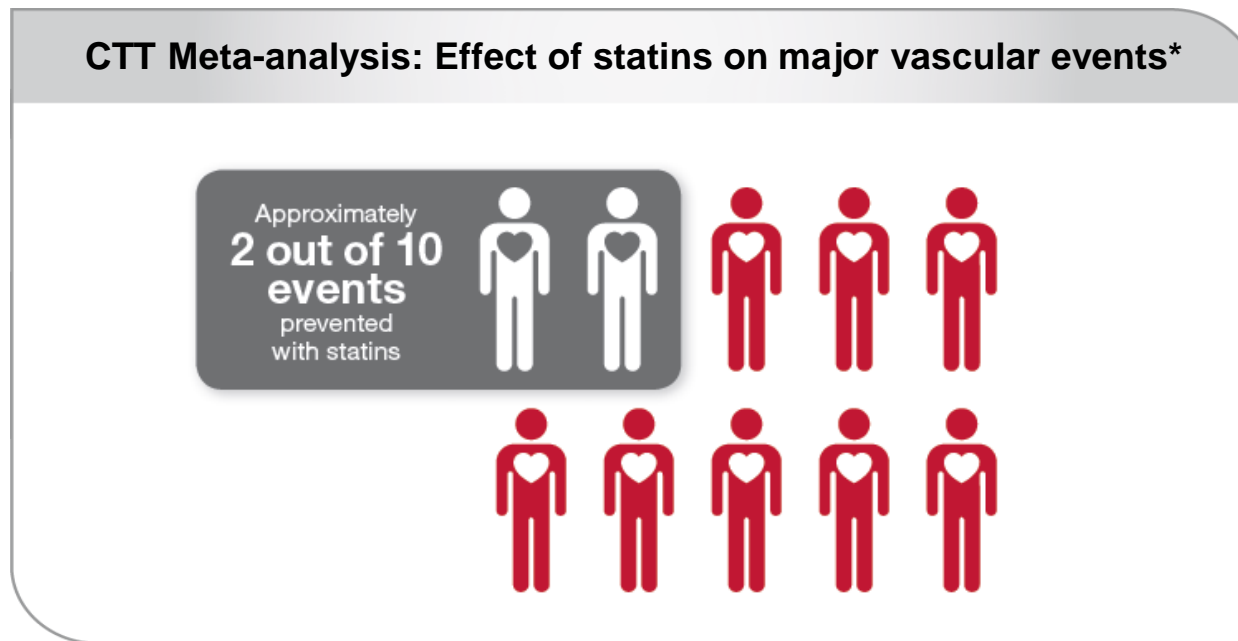 CTT Meta-analysis: Effect of statins on major vascular events*
Approximately
2 out of 10
events
prevented
with statins